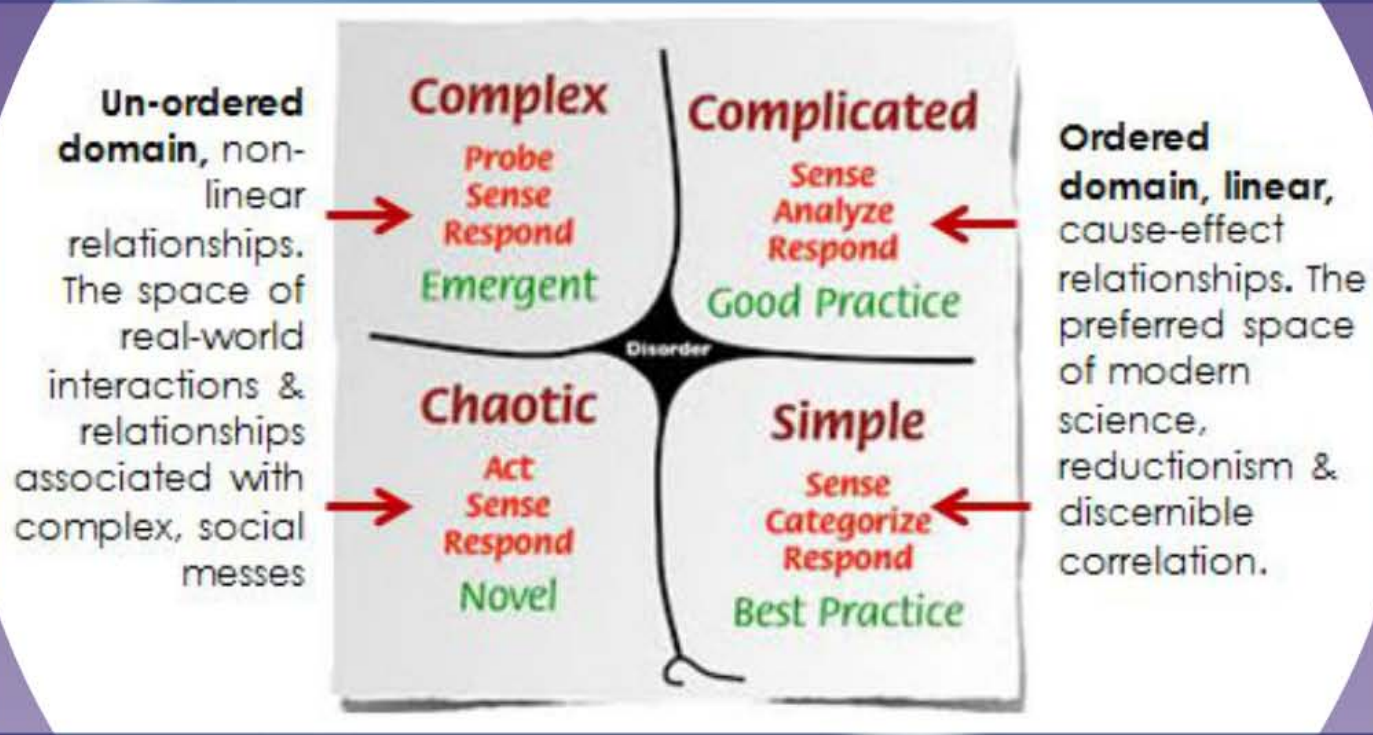 Un-ordered
domain, non-
linear
relationships.
The space of
real-world
interactions &
relationships
associated with
complex, social
messes
Complex
Probe
Sense
Respond
Emergent
Complicated
Sense
Analyze
Respond
Good Practice
Disorder
Chaotic
Act
Sense
Respond
Novel
Simple
Sense
Categorize
Respond
Best Practice
Ordered
domain, linear,
cause-effect
relationships. The
preferred space
of modern
science,
reductionism &
discernible
correlation.